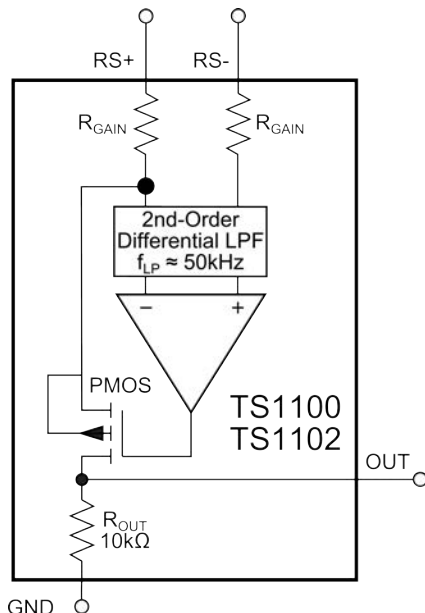 RS+ RS-
RGAIN RGAIN
2nd-Order
Differential LPF
fLP ≈ 50kHz
− +
PMOS
TS1100
TS1102
OUT
ROUT
10kΩ
GND